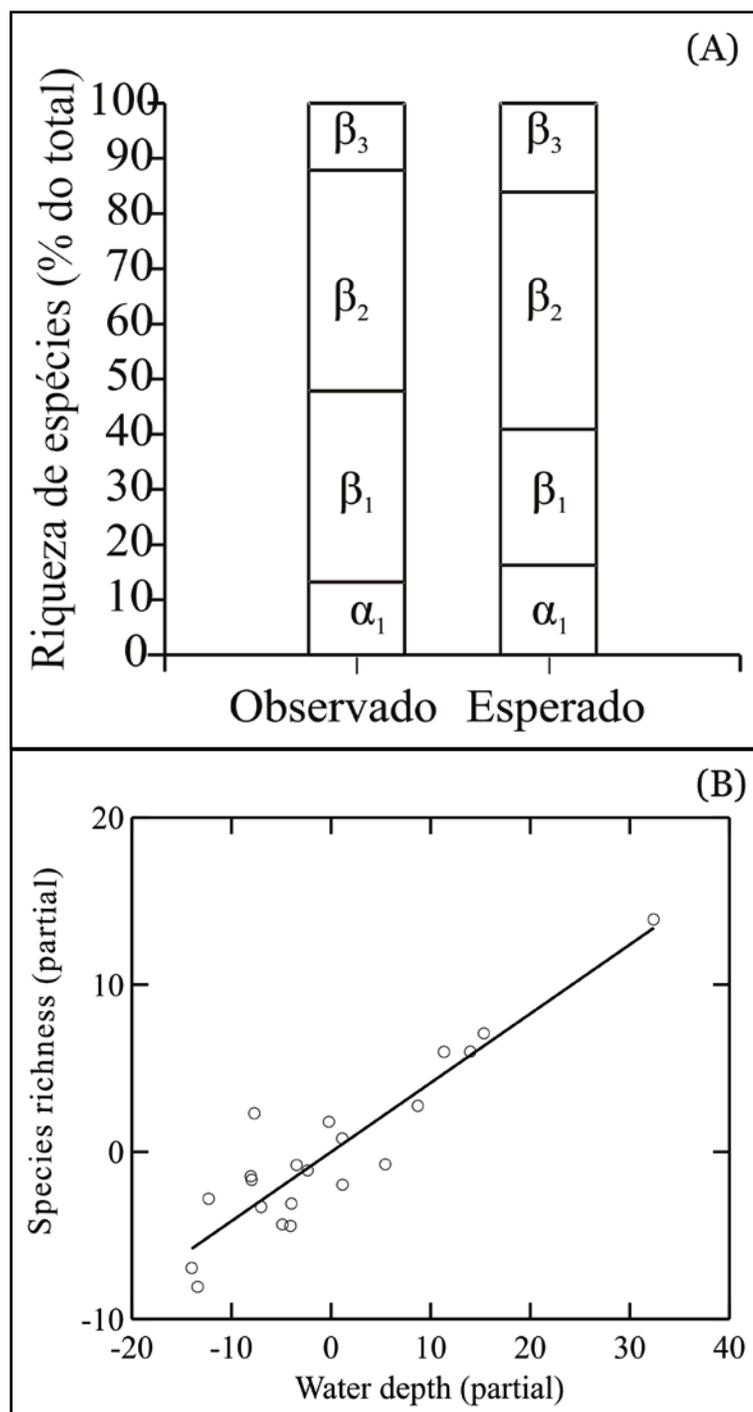 (A)
Riqueza de espécies (% do total)
100
90
80
70
60
50
40
30
20
10
0
β3 β3
β2 β2
β1 β1
α1 α1
Observado Esperado
(B)
Species richness (partial)
20
10
0
-10
-20 -10 0 10 20 30 40
Water depth (partial)